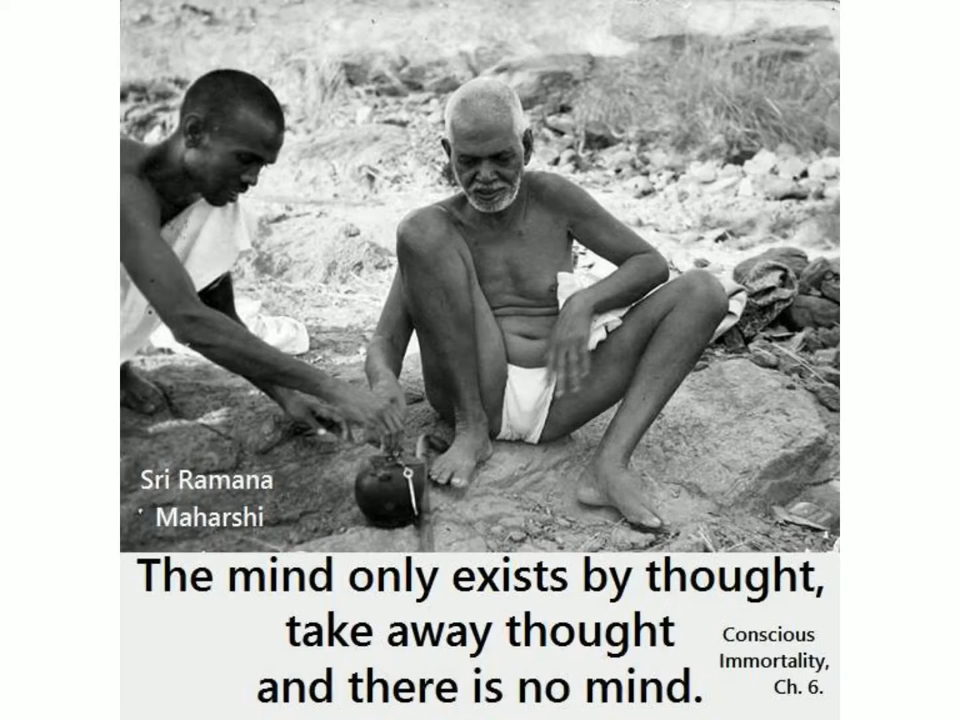 Sri Ramana
Maharshi
The mind only exists by thought,
take away thought
and there is no mind.
Conscious
Immortality,
Ch. 6.